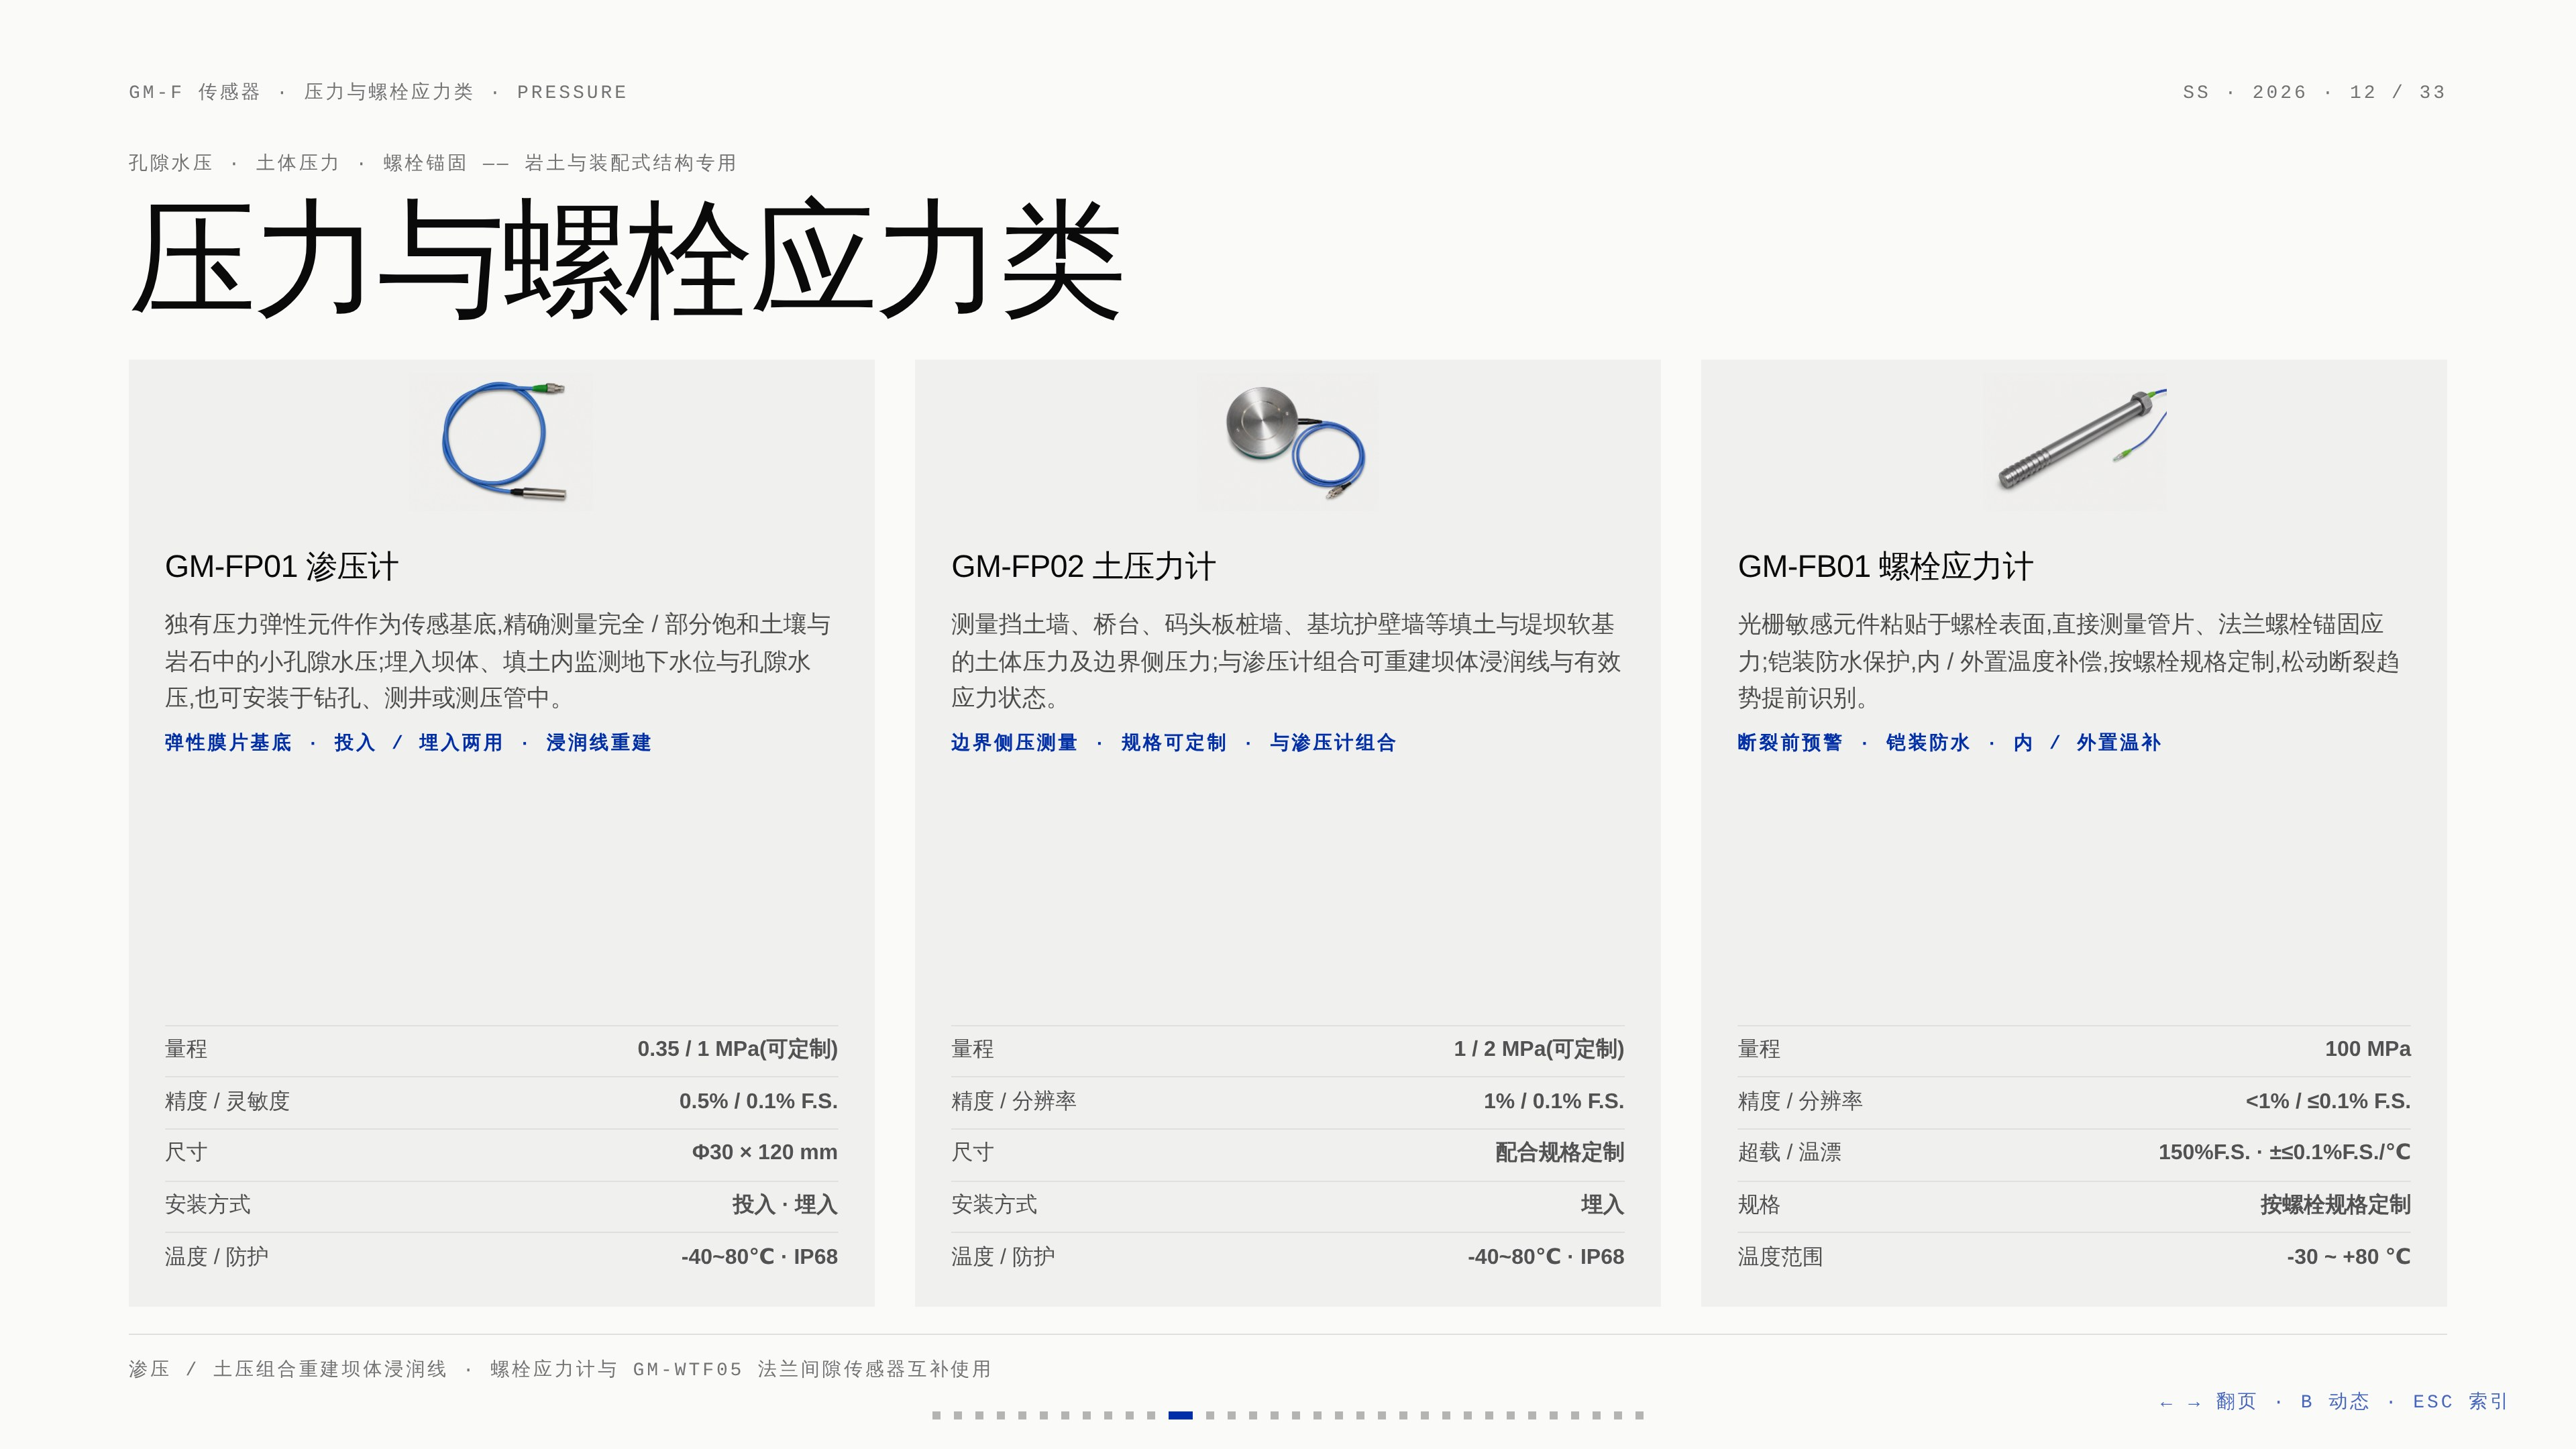 GM-F 传感器 · 压力与螺栓应力类 · PRESSURE
SS · 2026 · 12 / 33
孔隙水压 · 土体压力 · 螺栓锚固 —— 岩土与装配式结构专用
压力与螺栓应力类
GM-FP01 渗压计
独有压力弹性元件作为传感基底,精确测量完全 / 部分饱和土壤与
岩石中的小孔隙水压;埋入坝体、填土内监测地下水位与孔隙水
压,也可安装于钻孔、测井或测压管中。
弹性膜片基底 · 投入 / 埋入两用 · 浸润线重建
量程 0.35 / 1 MPa(可定制)
精度 / 灵敏度 0.5% / 0.1% F.S.
尺寸 Φ30 × 120 mm
安装方式 投入 · 埋入
温度 / 防护 -40~80℃ · IP68
GM-FP02 土压力计
测量挡土墙、桥台、码头板桩墙、基坑护壁墙等填土与堤坝软基
的土体压力及边界侧压力;与渗压计组合可重建坝体浸润线与有效
应力状态。
边界侧压测量 · 规格可定制 · 与渗压计组合
量程 1 / 2 MPa(可定制)
精度 / 分辨率 1% / 0.1% F.S.
尺寸 配合规格定制
安装方式 埋入
温度 / 防护 -40~80℃ · IP68
GM-FB01 螺栓应力计
光栅敏感元件粘贴于螺栓表面,直接测量管片、法兰螺栓锚固应
力;铠装防水保护,内 / 外置温度补偿,按螺栓规格定制,松动断裂趋
势提前识别。
断裂前预警 · 铠装防水 · 内 / 外置温补
量程 100 MPa
精度 / 分辨率 <1% / ≤0.1% F.S.
超载 / 温漂 150%F.S. · ±≤0.1%F.S./℃
规格 按螺栓规格定制
温度范围 -30 ~ +80 ℃
渗压 / 土压组合重建坝体浸润线 · 螺栓应力计与 GM-WTF05 法兰间隙传感器互补使用
← → 翻页 · B 动态 · ESC 索引